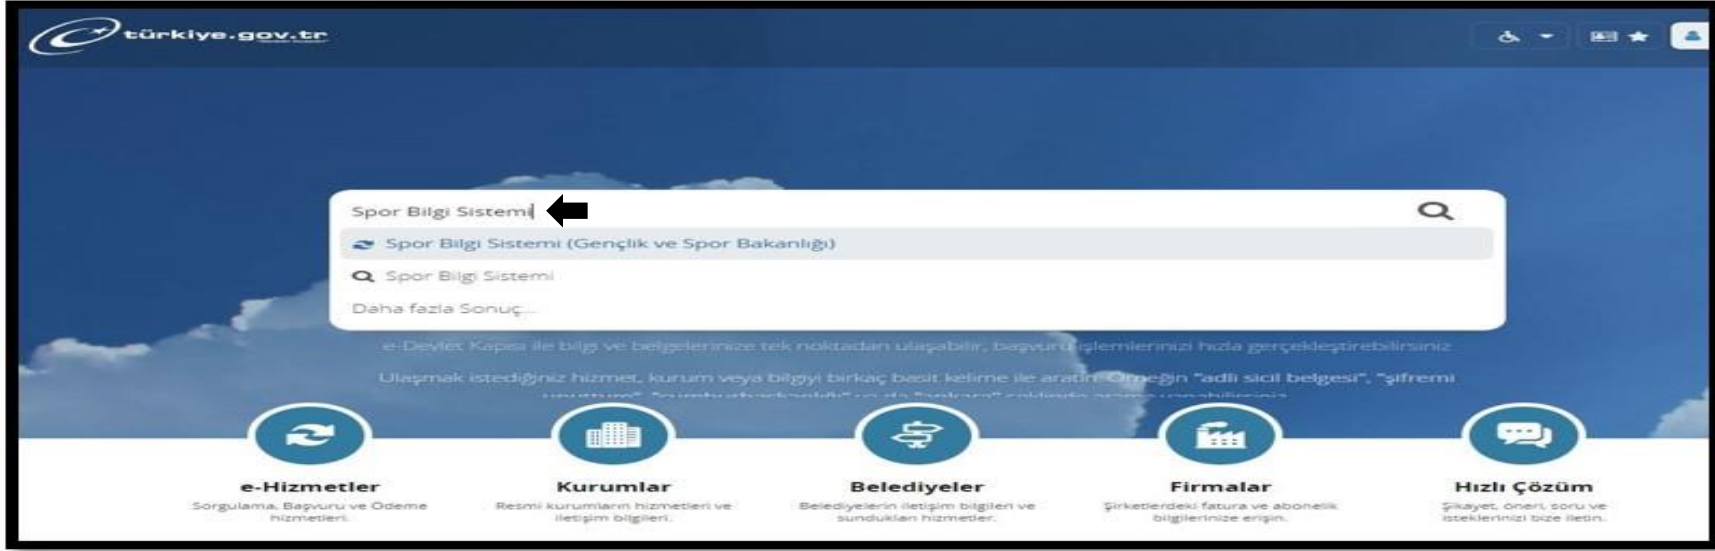 türkiye.gov.tr
Spor Bilgi Sistemi
Spor Bilgi Sistemi (Gençlik ve Spor Bakanlığı)
Spor Bilgi Sistemi
Daha fazla Sonuç...
e-Devlet Kapısı ile bilgi ve belgelerinize tek noktadan ulaşabilir, başvuru işlemlerinizi hızla gerçekleştirebilirsiniz
Ulaşmak istediğiniz hizmet, kurum veya bilgiyi birkaç basit kelime ile aratın. Örneğin "adli sicil belgesi", "şifremi
e-Hizmetler
Sorgulama, Başvuru ve Ödeme
hizmetleri.
Kurumlar
Resmi kurumların hizmetleri ve
iletişim bilgileri.
Belediyeler
Belediyelerin iletişim bilgileri ve
sundukları hizmetler.
Firmalar
Şirketlerdeki fatura ve abonelik
bilgilerinize erişin.
Hızlı Çözüm
Şikayet, öneri, soru ve
isteklerinizi bize iletin.